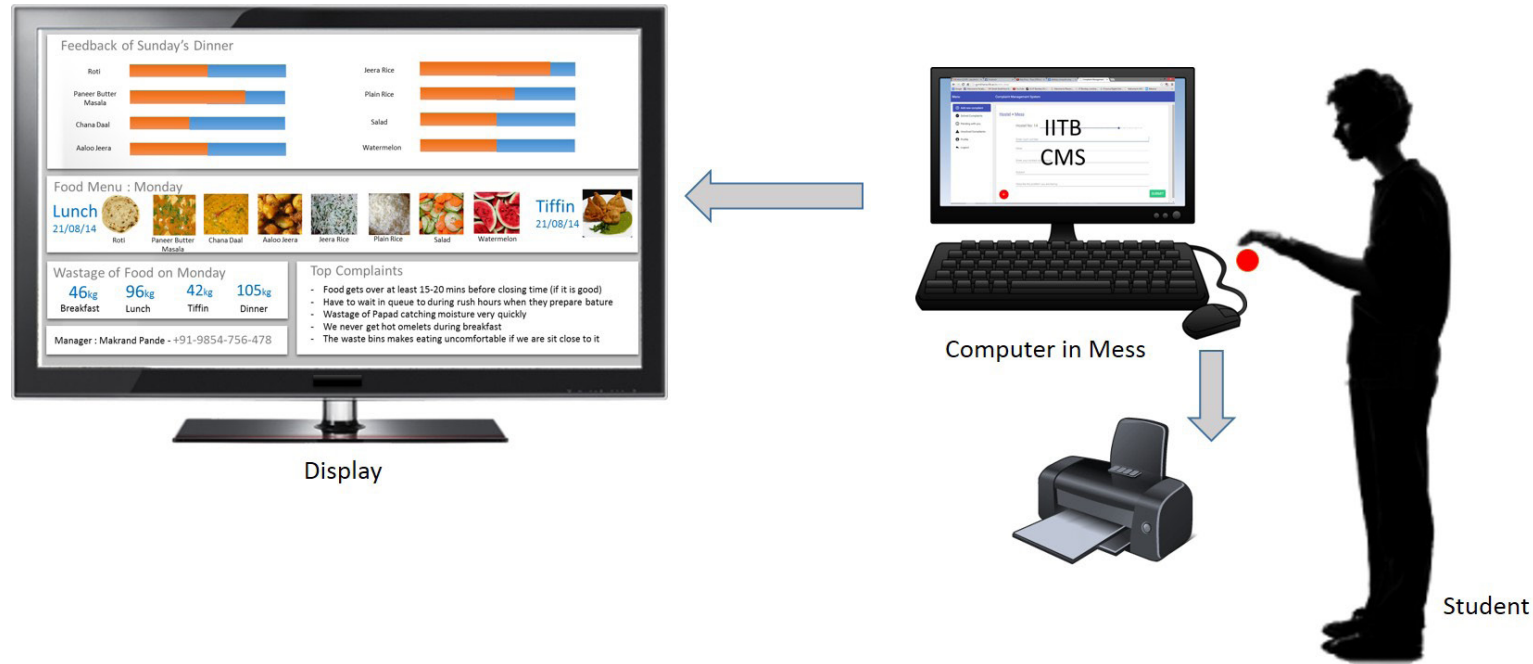 Feedback of Sunday's Dinner
Roti
Jeera Rice
Paneer Butter
Masala
Plain Rice
Chana Daal
Salad
Aaloo Jeera
Watermelon
Food Menu : Monday
Lunch
21/08/14
Roti
Paneer Butter
Masala
Chana Daal
Aaloo Jeera
Jeera Rice
Plain Rice
Salad
Watermelon
Tiffin
21/08/14
Wastage of Food on Monday
46kg 96kg 42kg 105kg
Breakfast Lunch Tiffin Dinner
Manager : Makrand Pande - +91-9854-756-478
Top Complaints
- Food gets over at least 15-20 mins before closing time (if it is good)
- Have to wait in queue to during rush hours when they prepare bature
- Wastage of Papad catching moisture very quickly
- We never get hot omelets during breakfast
- The waste bins makes eating uncomfortable if we are sit close to it
Display
Complaint Management System
Hostel
IITB
CMS
SUBMIT
Computer in Mess
Student